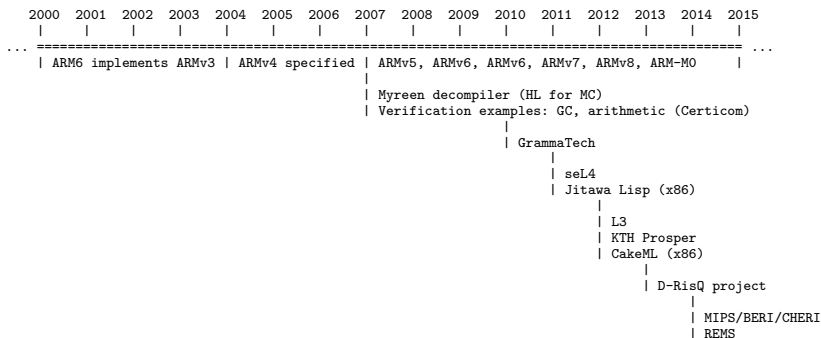 2000 2001 2002 2003 2004 2005 2006 2007 2008 2009 2010 2011 2012 2013 2014 2015
| | | | | | | | | | | | | | | |
... ======================================================================================== ...
| ARM6 implements ARMv3 | ARMv4 specified | ARMv5, ARMv6, ARMv6, ARMv7, ARMv8, ARM-M0 |
|
| Myreen decompiler (HL for MC)
| Verification examples: GC, arithmetic (Certicom)
|
| GrammaTech
|
| seL4
| Jitawa Lisp (x86)
|
| L3
| KTH Prosper
| CakeML (x86)
|
| D-RisQ project
|
| MIPS/BERI/CHERI
| REMS